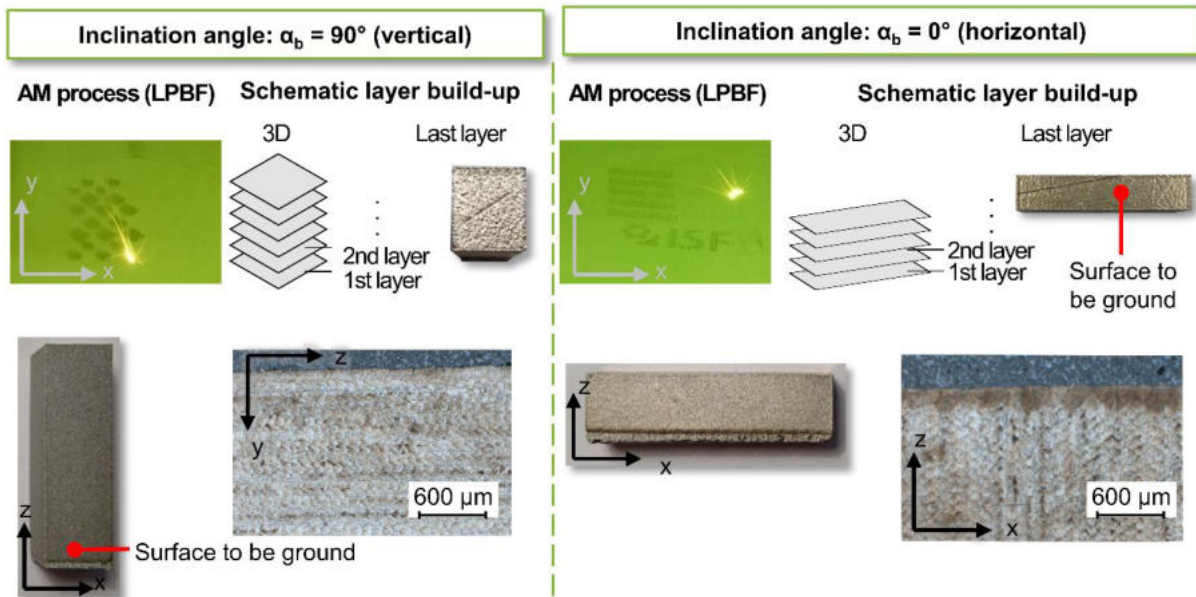 Inclination angle: αb = 90° (vertical)
AM process (LPBF)
Schematic layer build-up
3D
Last layer
y
x
2nd layer
1st layer
z
x
Surface to be ground
z
y
600 µm
Inclination angle: αb = 0° (horizontal)
AM process (LPBF)
Schematic layer build-up
3D
Last layer
y
x
ISF
2nd layer
1st layer
Surface to
be ground
z
x
z
x
600 µm